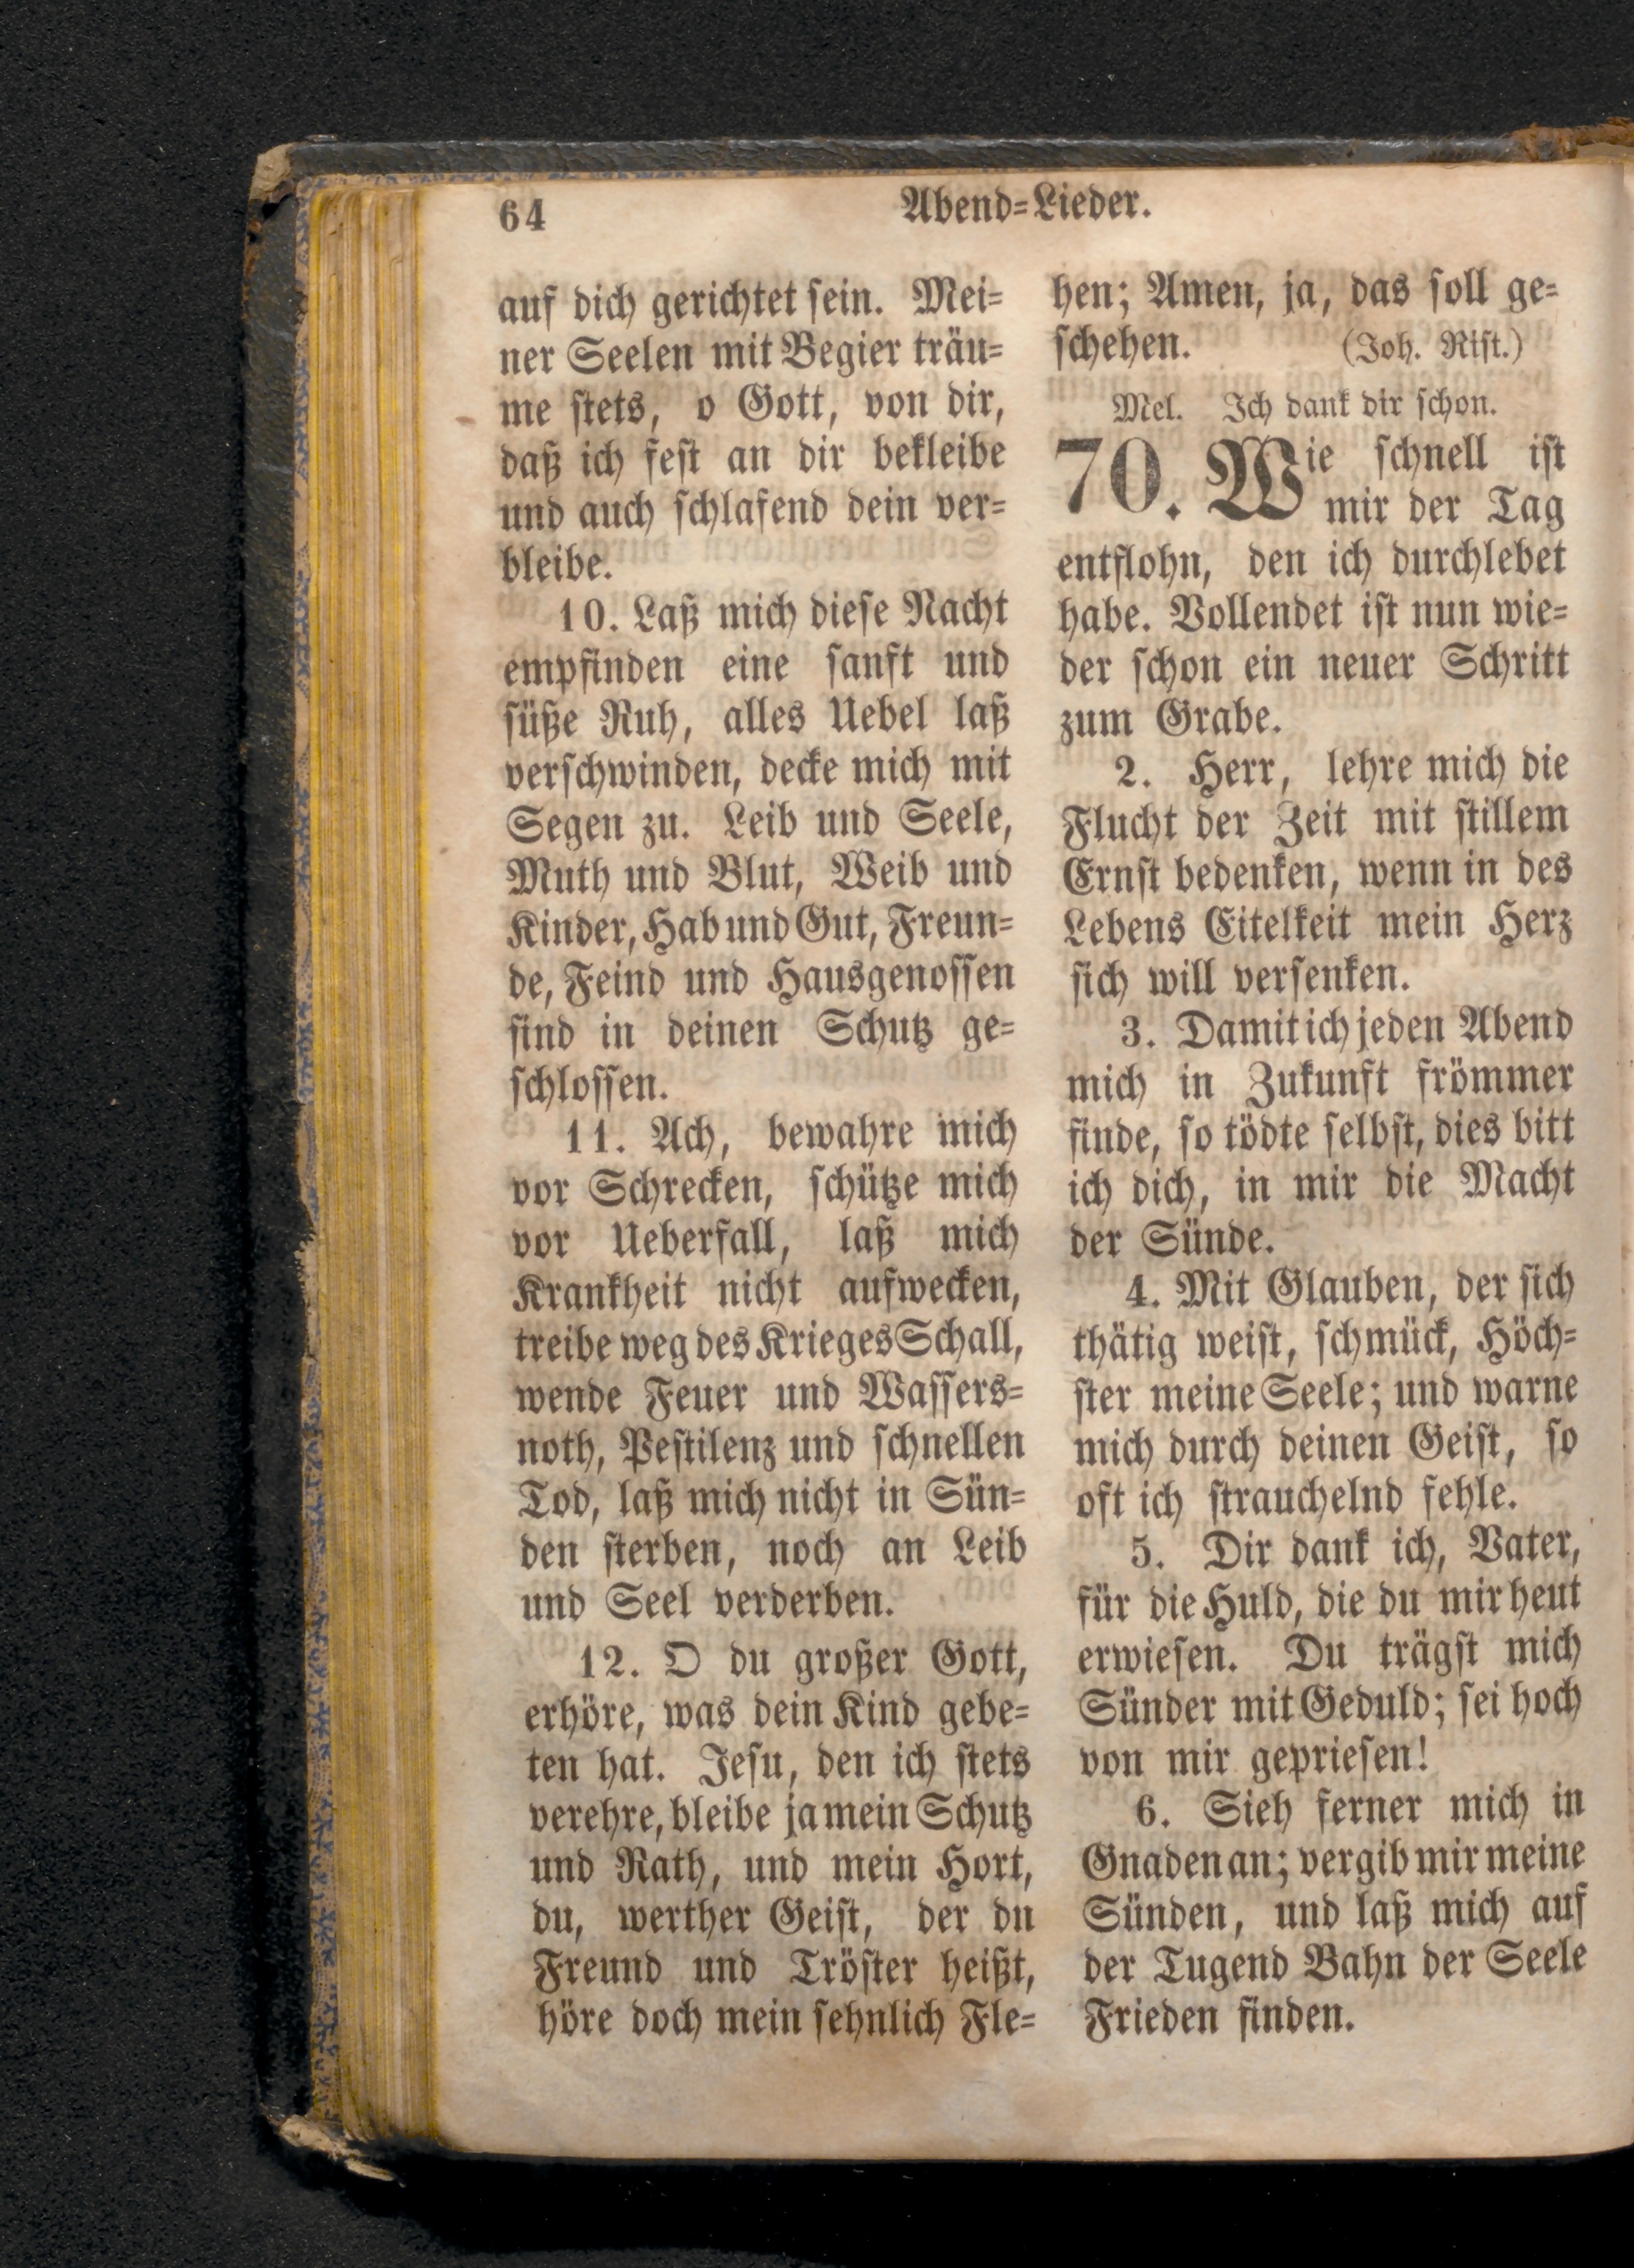 64
Abend-Lieder.
auf dich gerichtet sein. Mei-
ner Seelen mit Begier träu-
me stets, o Gott, von dir,
daß ich fest an dir bekleibe
und auch schlafend dein ver-
bleibe.
10. Laß mich diese Nacht
empfinden eine sanft und
süße Ruh, alles Uebel laß
verschwinden, decke mich mit
Segen zu. Leib und Seele,
Muth und Blut, Weib und
Kinder, Hab und Gut, Freun-
de, Feind und Hausgenossen
sind in deinen Schutz ge-
schlossen.
11. Ach, bewahre mich
vor Schrecken, schütze mich
vor Ueberfall, laß mich
Krankheit nicht aufwecken,
treibe weg des Krieges Schall,
wende Feuer und Wassers-
noth, Pestilenz und schnellen
Tod, laß mich nicht in Sün-
den sterben, noch an Leib
und Seel verderben.
12. O du großer Gott,
erhöre, was dein Kind gebe-
ten hat. Jesu, den ich stets
verehre, bleibe ja mein Schutz
und Rath, und mein Hort,
du, werther Geist, der du
Freund und Tröster heißt,
höre doch mein sehnlich Fle-
hen; Amen, ja, das soll ge-
schehen. (Joh. Rist.)
Mel. Ich dank dir schon.
70. Wie schnell ist
mir der Tag
entflohn, den ich durchlebet
habe. Vollendet ist nun wie-
der schon ein neuer Schritt
zum Grabe.
2. Herr, lehre mich die
Flucht der Zeit mit stillem
Ernst bedenken, wenn in des
Lebens Eitelkeit mein Herz
sich will versenken.
3. Damit ich jeden Abend
mich in Zukunft frömmer
finde, so tödte selbst, dies bitt
ich dich, in mir die Macht
der Sünde.
4. Mit Glauben, der sich
thätig weist, schmück, Höch-
ster meine Seele; und warne
mich durch deinen Geist, so
oft ich strauchelnd fehle.
5. Dir dank ich, Vater,
für die Huld, die du mir heut
erwiesen. Du trägst mich
Sünder mit Geduld; sei hoch
von mir gepriesen!
6. Sieh ferner mich in
Gnaden an; vergib mir meine
Sünden, und laß mich auf
der Tugend Bahn der Seele
Frieden finden.